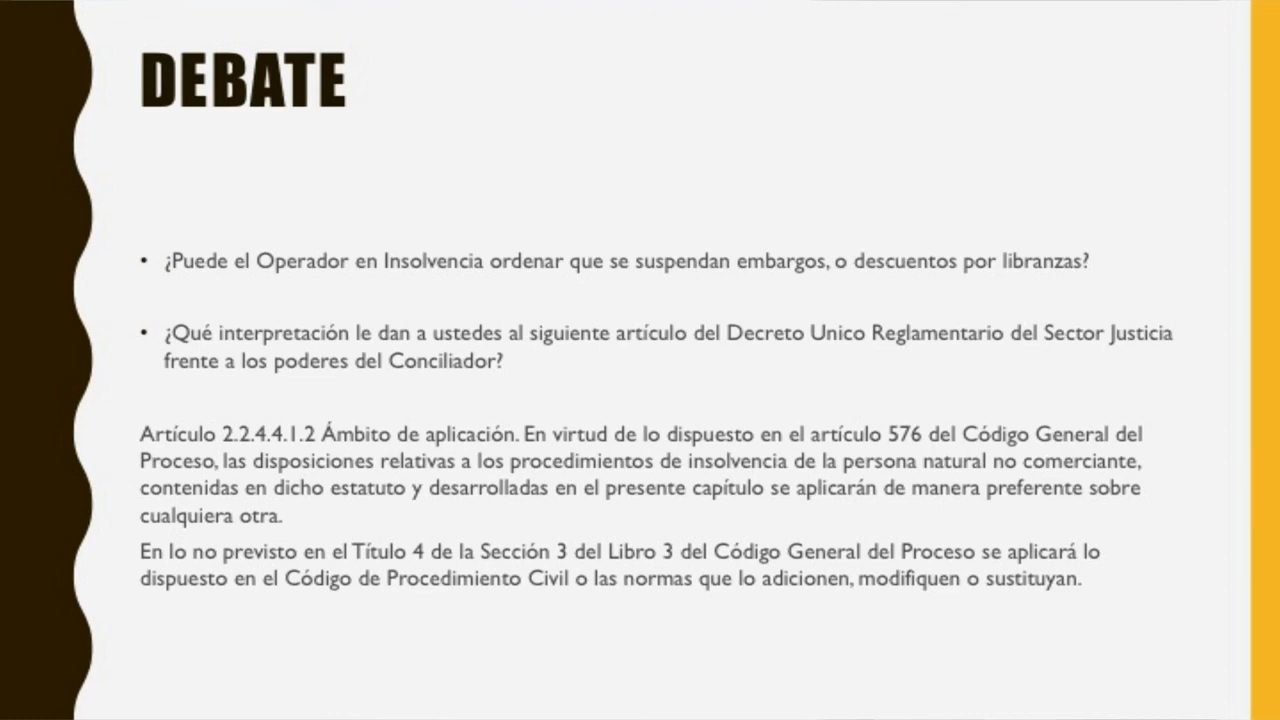 DEBATE
• ¿Puede el Operador en Insolvencia ordenar que se suspendan embargos, o descuentos por libranzas?
• ¿Qué interpretación le dan a ustedes al siguiente artículo del Decreto Unico Reglamentario del Sector Justicia
frente a los poderes del Conciliador?
Artículo 2.2.4.4.1.2 Ámbito de aplicación. En virtud de lo dispuesto en el artículo 576 del Código General del
Proceso, las disposiciones relativas a los procedimientos de insolvencia de la persona natural no comerciante,
contenidas en dicho estatuto y desarrolladas en el presente capítulo se aplicarán de manera preferente sobre
cualquiera otra.
En lo no previsto en el Título 4 de la Sección 3 del Libro 3 del Código General del Proceso se aplicará lo
dispuesto en el Código de Procedimiento Civil o las normas que lo adicionen, modifiquen o sustituyan.